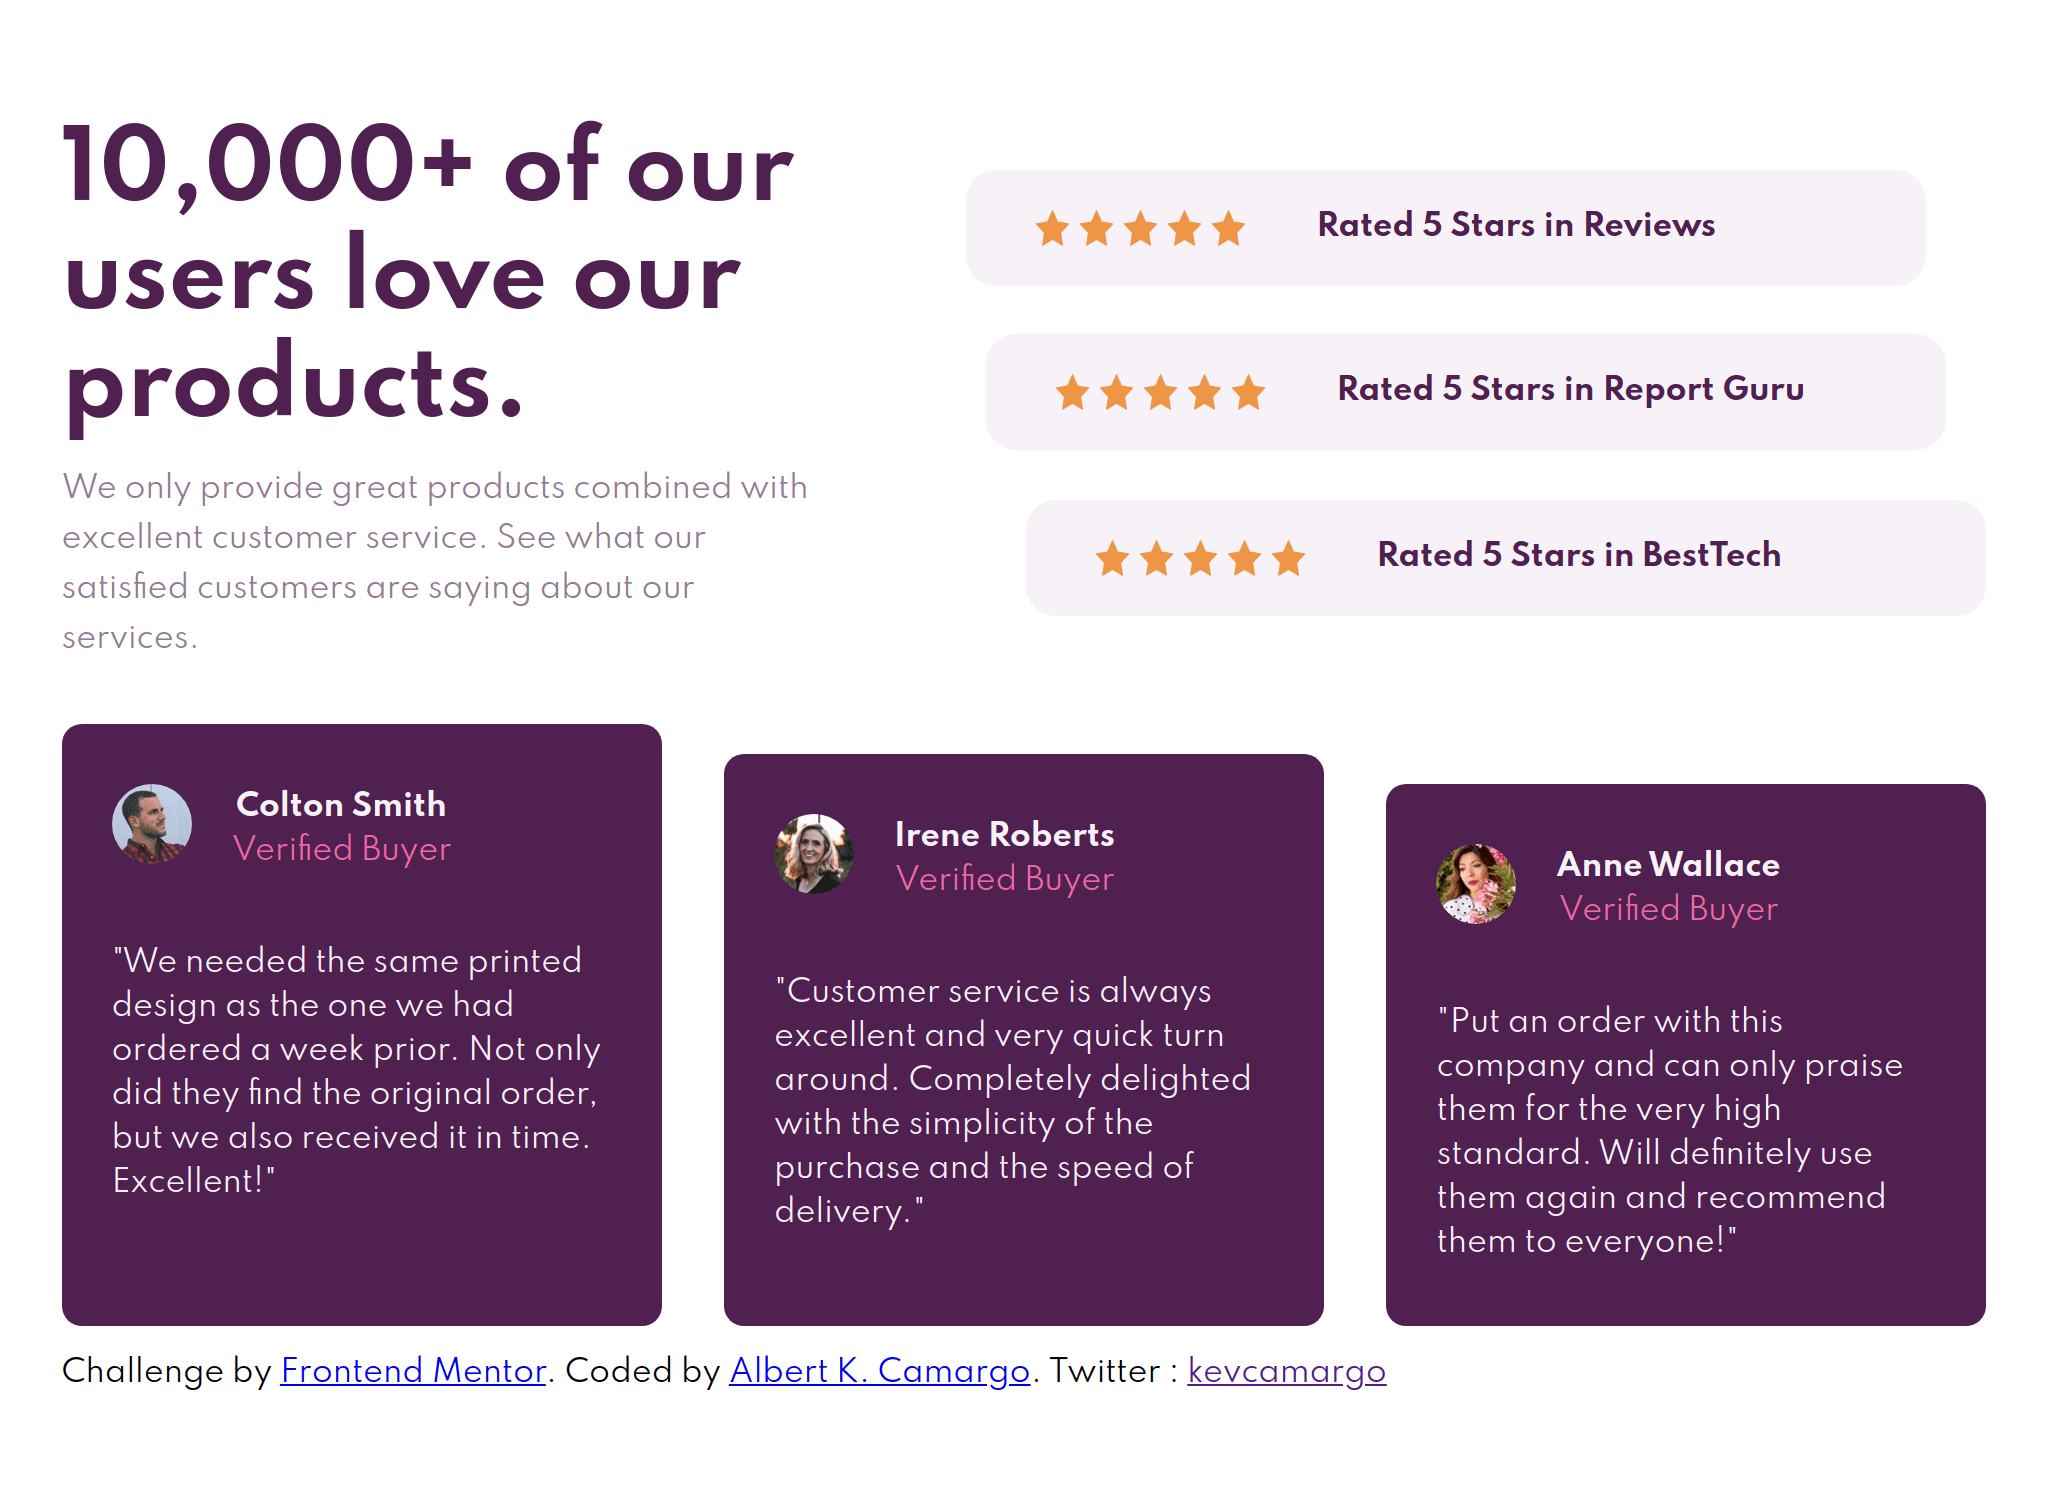 10,000+ of our
users love our
products.
We only provide great products combined with
excellent customer service. See what our
satisfied customers are saying about our
services.
Rated 5 Stars in Reviews
Rated 5 Stars in Report Guru
Rated 5 Stars in BestTech
Colton Smith
Verified Buyer
"We needed the same printed
design as the one we had
ordered a week prior. Not only
did they find the original order,
but we also received it in time.
Excellent!"
Irene Roberts
Verified Buyer
"Customer service is always
excellent and very quick turn
around. Completely delighted
with the simplicity of the
purchase and the speed of
delivery."
Anne Wallace
Verified Buyer
"Put an order with this
company and can only praise
them for the very high
standard. Will definitely use
them again and recommend
them to everyone!"
Challenge by Frontend Mentor. Coded by Albert K. Camargo. Twitter : kevcamargo